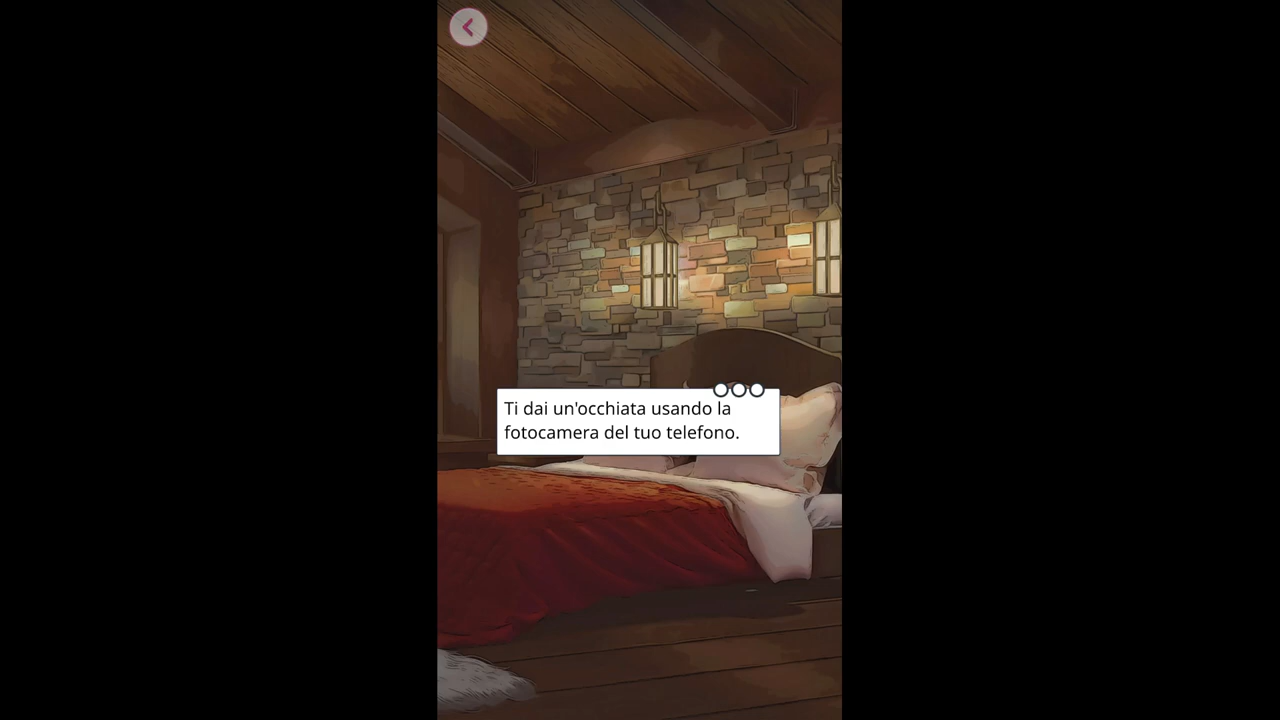 Ti dai un'occhiata usando la
fotocamera del tuo telefono.